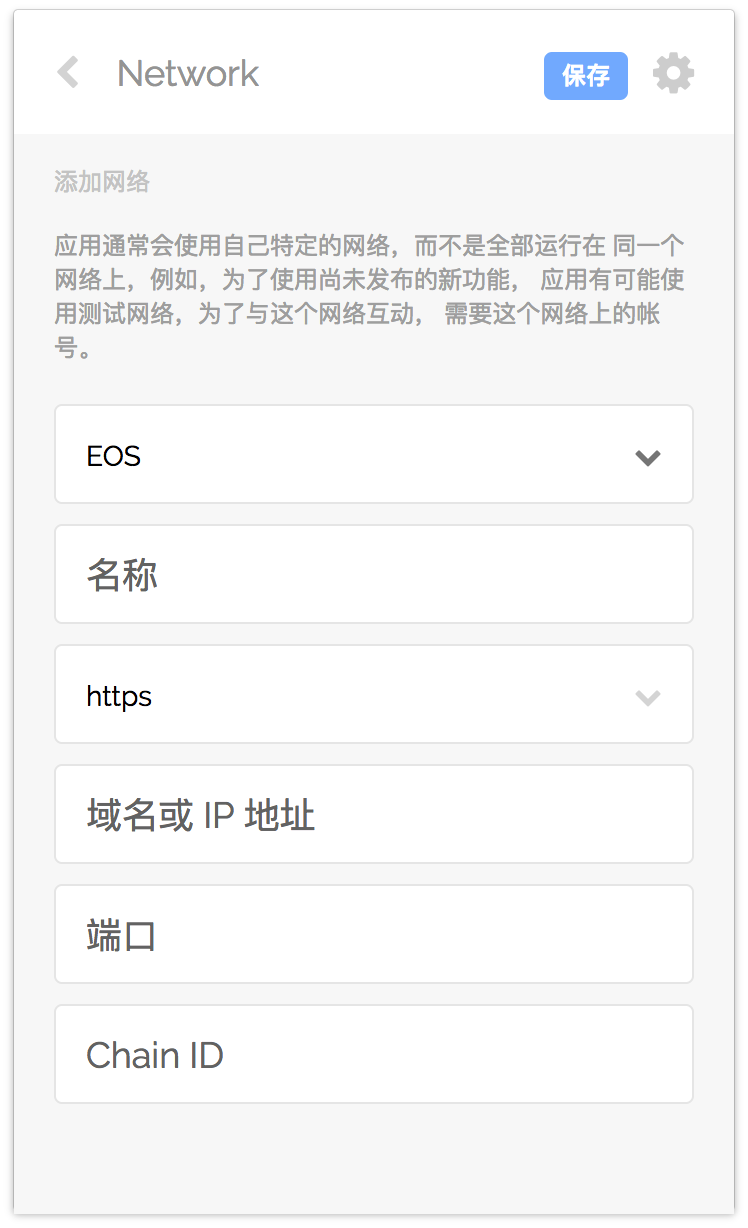 Network
保存
添加网络
应用通常会使用自己特定的网络，而不是全部运行在 同一个
网络上，例如，为了使用尚未发布的新功能， 应用有可能使
用测试网络，为了与这个网络互动， 需要这个网络上的帐
号。
EOS
名称
https
域名或 IP 地址
端口
Chain ID